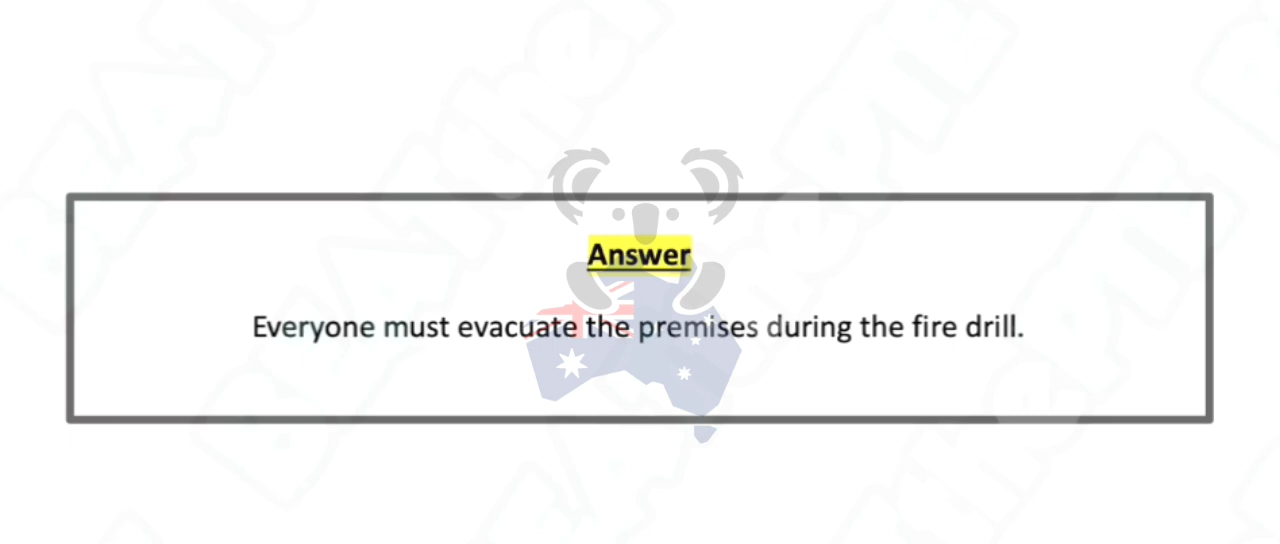 Answer
Everyone must evacuate the premises during the fire drill.